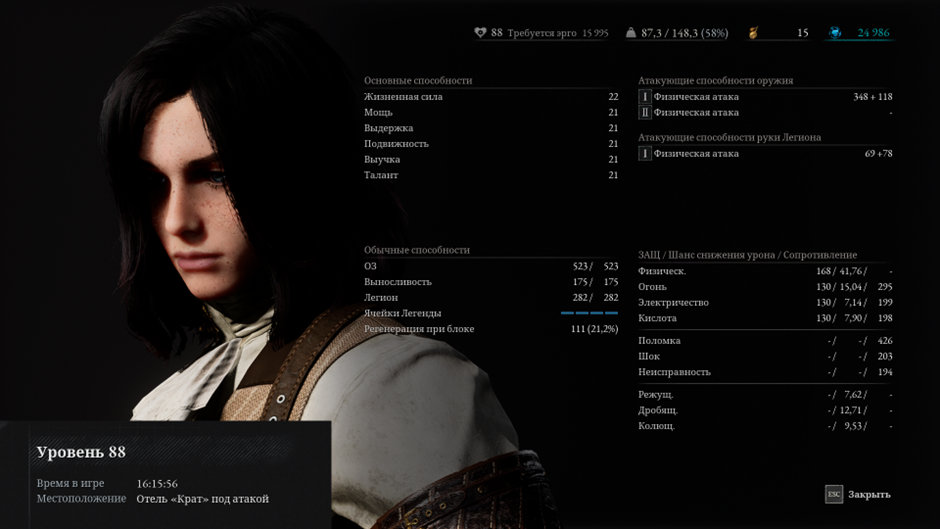 88 Требуется эрго 15 995 87,3 / 148,3 (58%) 15 24 986
Основные способности
Жизненная сила 22
Мощь 21
Выдержка 21
Подвижность 21
Выучка 21
Талант 21
Атакующие способности оружия
I Физическая атака 348 + 118
II Физическая атака -
Атакующие способности руки Легиона
I Физическая атака 69 +78
Обычные способности
ОЗ 523 / 523
Выносливость 175 / 175
Легион 282 / 282
Ячейки Легенды
Регенерация при блоке 111 (21,2%)
ЗАЩ / Шанс снижения урона / Сопротивление
Физическ. 168 / 41,76 / -
Огонь 130 / 15,04 / 295
Электричество 130 / 7,14 / 199
Кислота 130 / 7,90 / 198
Поломка - / - / 426
Шок - / - / 203
Неисправность - / - / 194
Режущ. - / 7,62 / -
Дробящ. - / 12,71 / -
Колющ. - / 9,53 / -
Уровень 88
Время в игре 16:15:56
Местоположение Отель «Крат» под атакой
ESC Закрыть